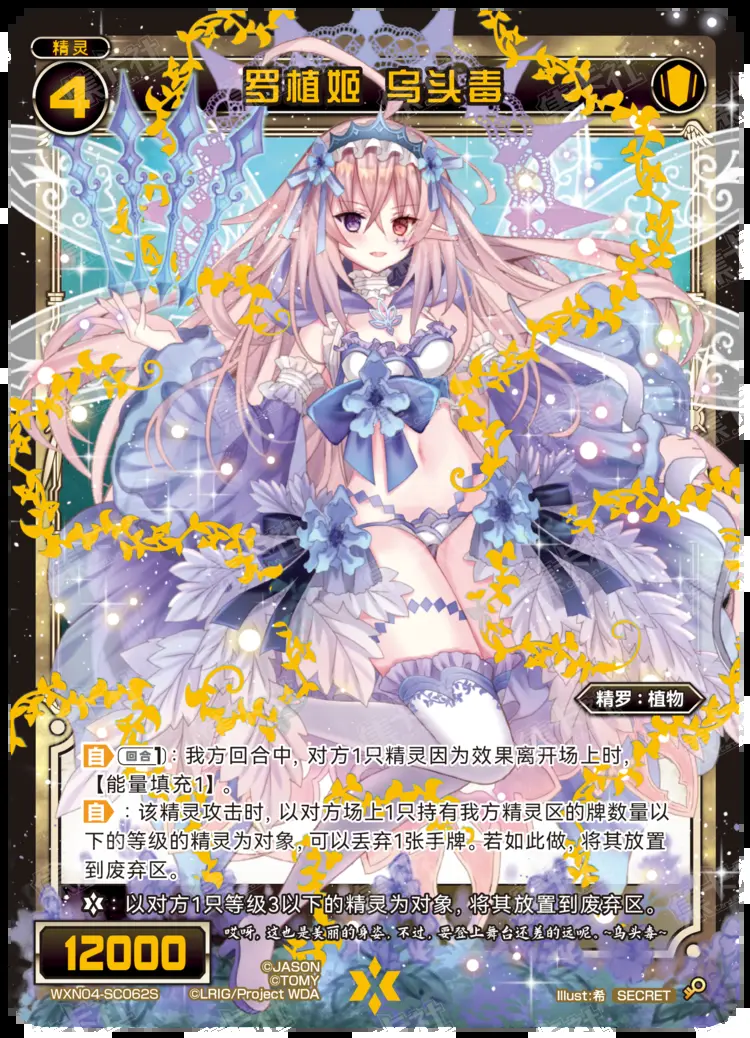 精灵
4
罗植姬 乌头毒
精罗：植物
自 回合1：我方回合中，对方1只精灵因为效果离开场上时，
【能量填充1】。
自：该精灵攻击时，以对方场上1只持有我方精灵区的牌数量以
下的等级的精灵为对象，可以丢弃1张手牌。若如此做，将其放置
到废弃区。
：以对方1只等级3以下的精灵为对象，将其放置到废弃区。
哎呀，这也是美丽的身姿。不过，要登上舞台还差的远呢。~乌头毒~
12000
©JASON
©TOMY
WXN04-SC062S ©LRIG/Project WDA
Illust:希 SECRET